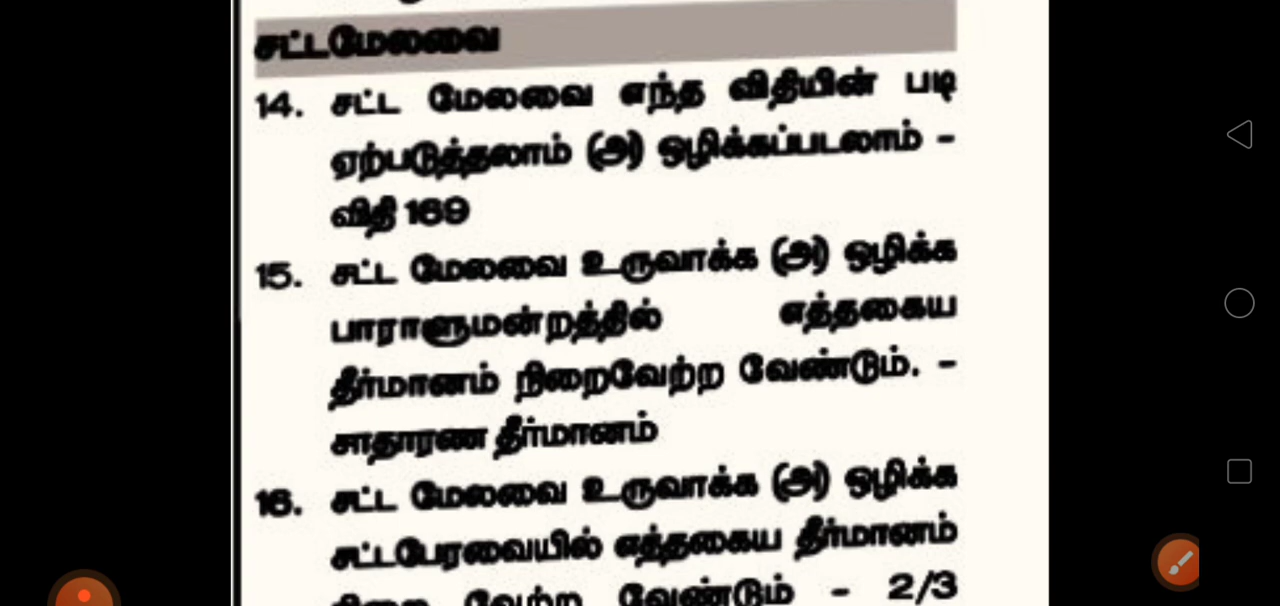 சட்டமேலவை
14. சட்ட மேலவை எந்த விதியின் படி
ஏற்படுத்தலாம் (அ) ஒழிக்கப்படலாம் -
விதி 169
15. சட்ட மேலவை உருவாக்க (அ) ஒழிக்க
பாராளுமன்றத்தில் எத்தகைய
தீர்மானம் நிறைவேற்ற வேண்டும். -
சாதாரண தீர்மானம்
16. சட்ட மேலவை உருவாக்க (அ) ஒழிக்க
சட்டபேரவையில் எத்தகைய தீர்மானம்
நிறை வேற்ற வேண்டும் - 2/3